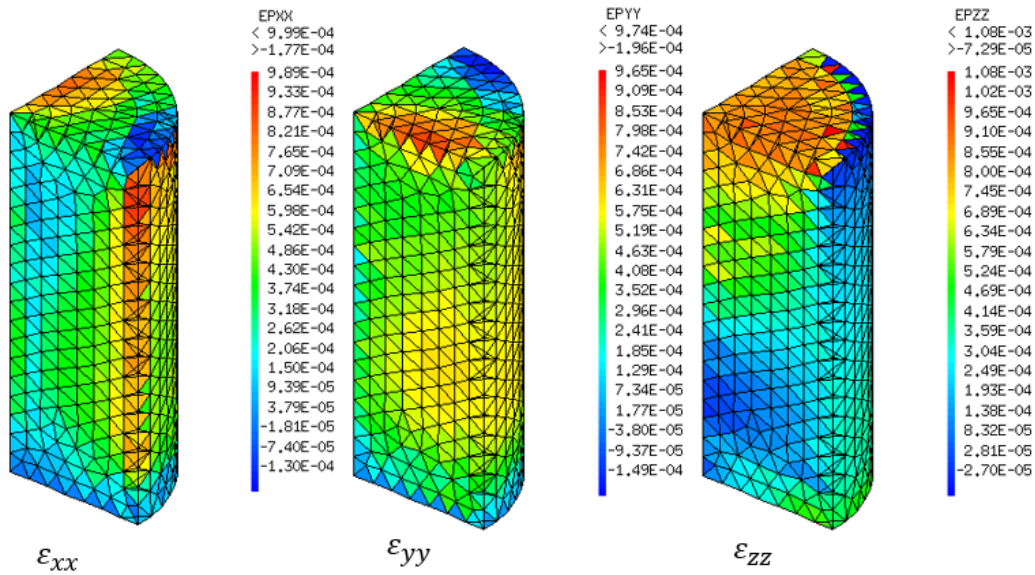 EPXX
< 9.99E-04
>-1.77E-04
9.89E-04
9.33E-04
8.77E-04
8.21E-04
7.65E-04
7.09E-04
6.54E-04
5.98E-04
5.42E-04
4.86E-04
4.30E-04
3.74E-04
3.18E-04
2.62E-04
2.06E-04
1.50E-04
9.39E-05
3.79E-05
-1.81E-05
-7.40E-05
-1.30E-04
εxx
EPYY
< 9.74E-04
>-1.96E-04
9.65E-04
9.09E-04
8.53E-04
7.98E-04
7.42E-04
6.86E-04
6.31E-04
5.75E-04
5.19E-04
4.63E-04
4.08E-04
3.52E-04
2.96E-04
2.41E-04
1.85E-04
1.29E-04
7.34E-05
1.77E-05
-3.80E-05
-9.37E-05
-1.49E-04
εyy
EPZZ
< 1.08E-03
>-7.29E-05
1.08E-03
1.02E-03
9.65E-04
9.10E-04
8.55E-04
8.00E-04
7.45E-04
6.89E-04
6.34E-04
5.79E-04
5.24E-04
4.69E-04
4.14E-04
3.59E-04
3.04E-04
2.49E-04
1.93E-04
1.38E-04
8.32E-05
2.81E-05
-2.70E-05
εzz